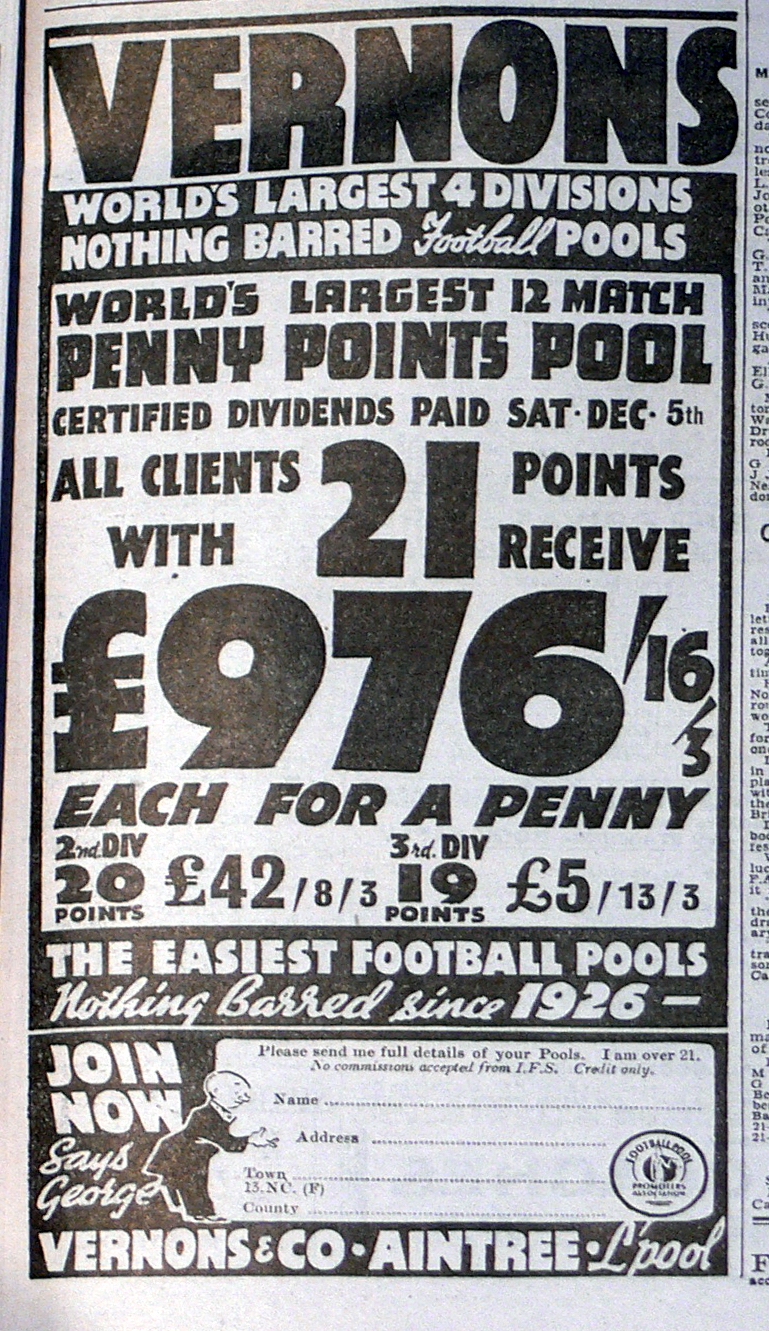 VERNONS
WORLD'S LARGEST 4 DIVISIONS
NOTHING BARRED Football POOLS
WORLD'S LARGEST 12 MATCH
PENNY POINTS POOL
CERTIFIED DIVIDENDS PAID SAT· DEC· 5th
ALL CLIENTS WITH 21 POINTS RECEIVE
£976/16/3
EACH FOR A PENNY
2nd. DIV 20 POINTS £42/8/3 3rd. DIV 19 POINTS £5/13/3
THE EASIEST FOOTBALL POOLS
Nothing Barred since 1926 —
JOIN NOW
Says George
Please send me full details of your Pools. I am over 21.
No commissions accepted from I.F.S. Credit only.
Name
Address
Town
13.NC. (F)
County
FOOTBALL POOL
PROMOTERS
ASSOCIATION
VERNONS & CO · AINTREE · L'pool